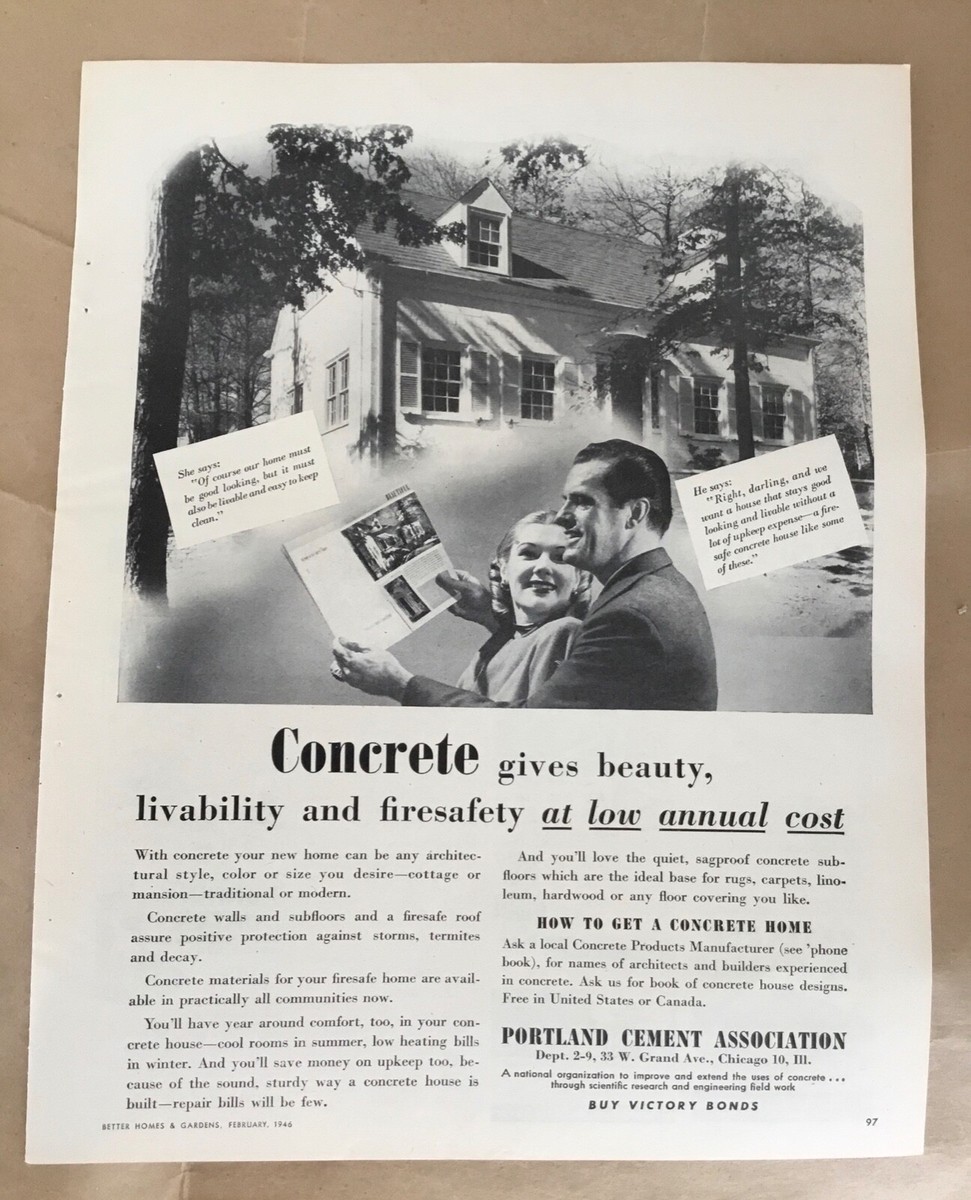 She says:
"Of course our home must
be good looking, but it must
also be livable and easy to keep
clean."
He says:
"Right, darling, and we
want a house that stays good
looking and livable without a
lot of upkeep expense—a fire-
safe concrete house like some
of these."
BEAUTIFUL
Concrete gives beauty,
livability and firesafety at low annual cost
With concrete your new home can be any architec-
tural style, color or size you desire—cottage or
mansion—traditional or modern.
Concrete walls and subfloors and a firesafe roof
assure positive protection against storms, termites
and decay.
Concrete materials for your firesafe home are avail-
able in practically all communities now.
You'll have year around comfort, too, in your con-
crete house—cool rooms in summer, low heating bills
in winter. And you'll save money on upkeep too, be-
cause of the sound, sturdy way a concrete house is
built—repair bills will be few.
And you'll love the quiet, sagproof concrete sub-
floors which are the ideal base for rugs, carpets, lino-
leum, hardwood or any floor covering you like.
HOW TO GET A CONCRETE HOME
Ask a local Concrete Products Manufacturer (see 'phone
book), for names of architects and builders experienced
in concrete. Ask us for book of concrete house designs.
Free in United States or Canada.
PORTLAND CEMENT ASSOCIATION
Dept. 2-9, 33 W. Grand Ave., Chicago 10, Ill.
A national organization to improve and extend the uses of concrete ...
through scientific research and engineering field work
BUY VICTORY BONDS
BETTER HOMES & GARDENS, FEBRUARY, 1946
97